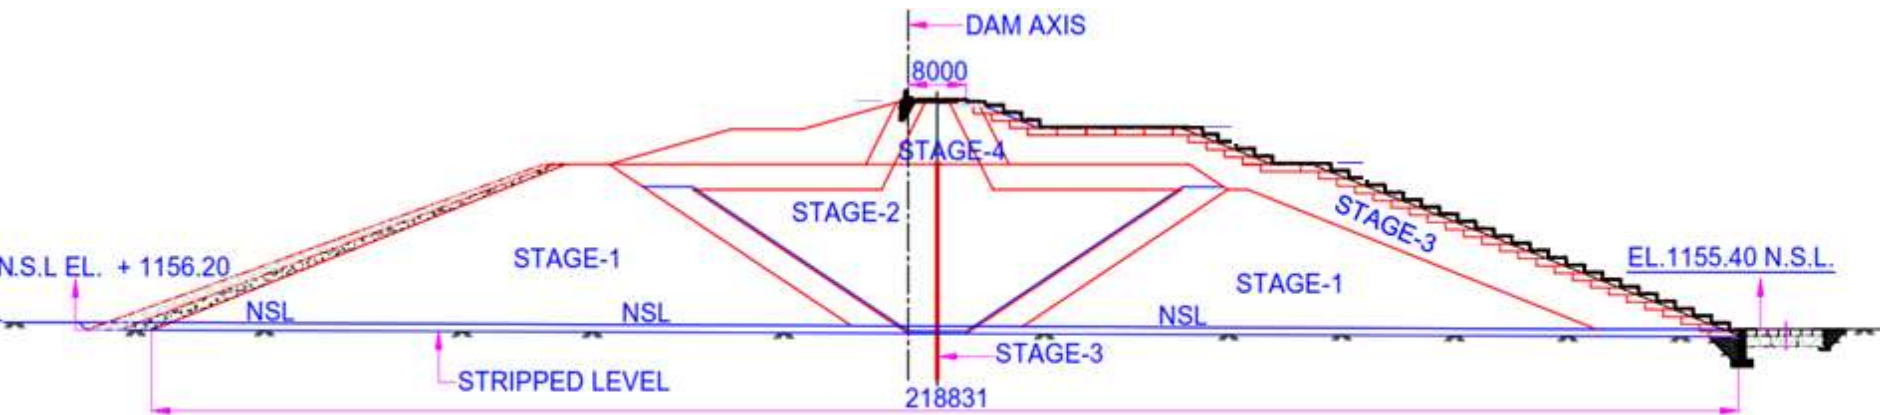 DAM AXIS
8000
STAGE-4
STAGE-2
STAGE-3
STAGE-1
N.S.L EL. + 1156.20
EL.1155.40 N.S.L.
STAGE-1
NSL
NSL
NSL
STAGE-3
STRIPPED LEVEL
218831